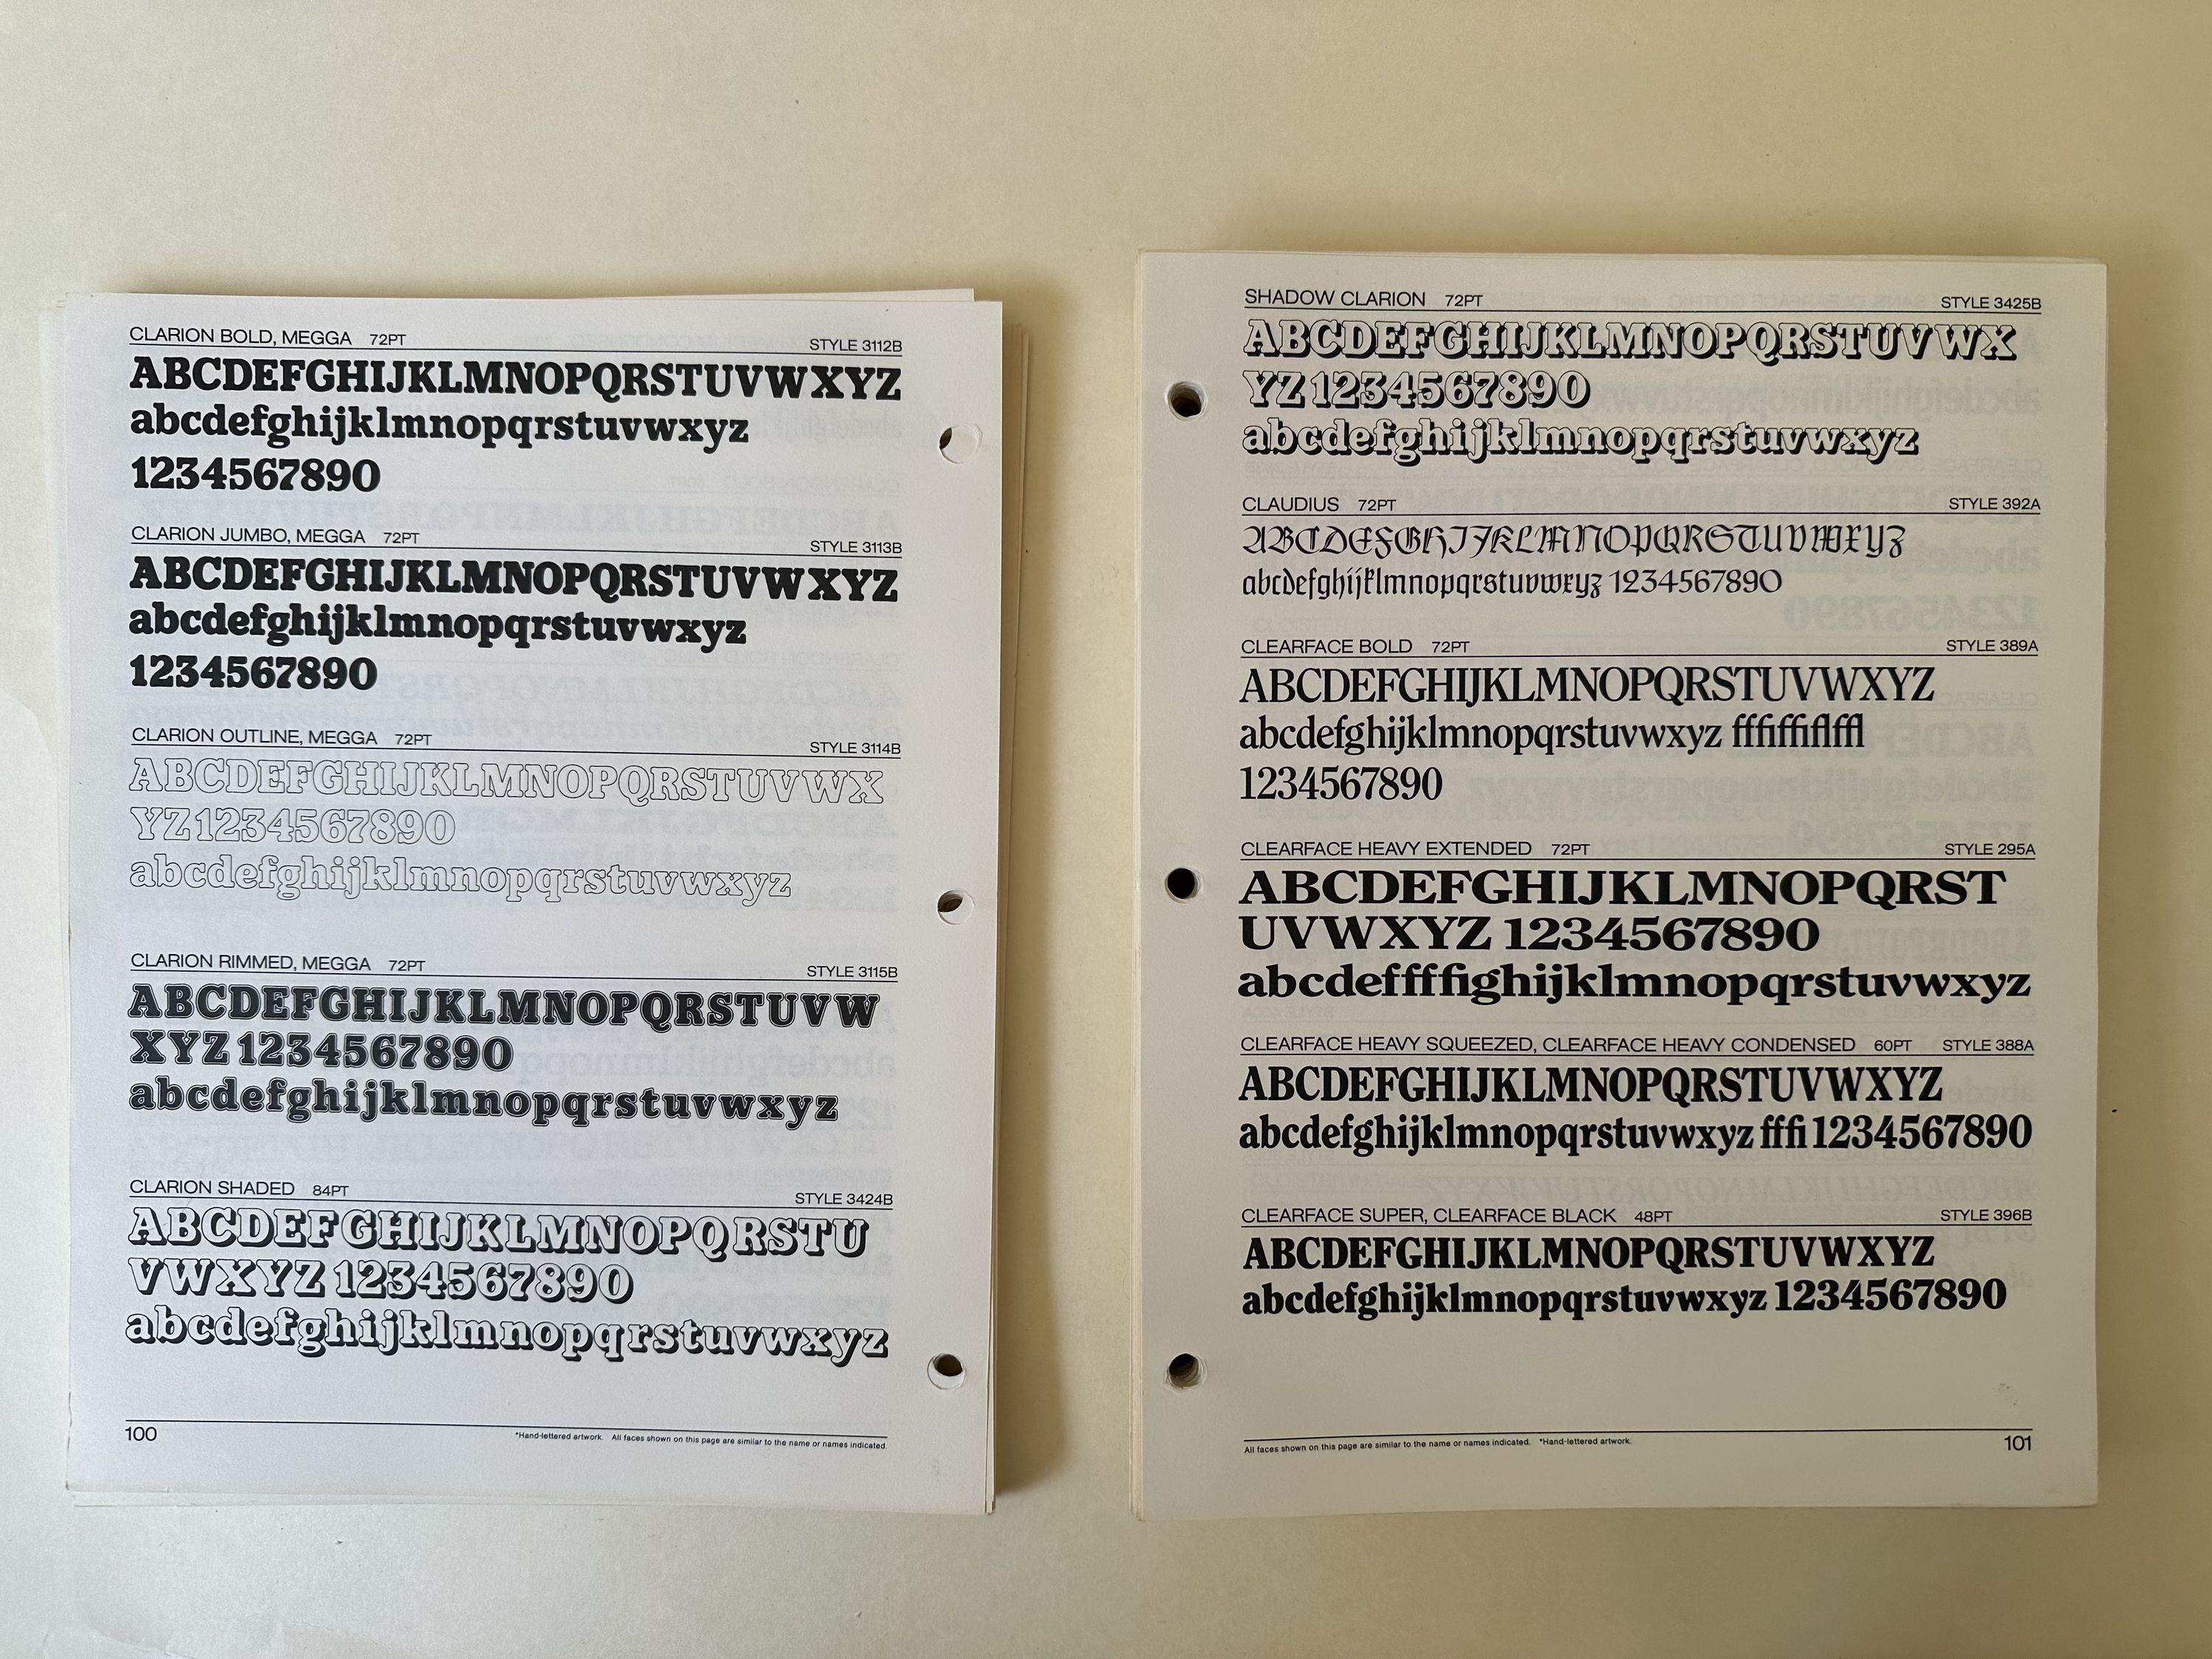 CLARION BOLD, MEGGA 72PT STYLE 3112B
ABCDEFGHIJKLMNOPQRSTUVWXYZ
abcdefghijklmnopqrstuvwxyz
1234567890
CLARION JUMBO, MEGGA 72PT STYLE 3113B
ABCDEFGHIJKLMNOPQRSTUVWXYZ
abcdefghijklmnopqrstuvwxyz
1234567890
CLARION OUTLINE, MEGGA 72PT STYLE 3114B
ABCDEFGHIJKLMNOPQRSTUVWX
YZ 1234567890
abcdefghijklmnopqrstuvwxyz
CLARION RIMMED, MEGGA 72PT STYLE 3115B
ABCDEFGHIJKLMNOPQRSTUVW
XYZ 1234567890
abcdefghijklmnopqrstuvwxyz
CLARION SHADED 84PT STYLE 3424B
ABCDEFGHIJKLMNOPQRSTU
VWXYZ 1234567890
abcdefghijklmnopqrstuvwxyz
100 *Hand-lettered artwork. All faces shown on this page are similar to the name or names indicated.
SHADOW CLARION 72PT STYLE 3425B
ABCDEFGHIJKLMNOPQRSTUVWX
YZ 1234567890
abcdefghijklmnopqrstuvwxyz
CLAUDIUS 72PT STYLE 392A
ABCDEFGHIJKLMNOPQRSTUVWXYZ
abcdefghijklmnopqrstuvwxyz 1234567890
CLEARFACE BOLD 72PT STYLE 389A
ABCDEFGHIJKLMNOPQRSTUVWXYZ
abcdefghijklmnopqrstuvwxyz fffiffiflffl
1234567890
CLEARFACE HEAVY EXTENDED 72PT STYLE 295A
ABCDEFGHIJKLMNOPQRST
UVWXYZ 1234567890
abcdefffffighijklmnopqrstuvwxyz
CLEARFACE HEAVY SQUEEZED, CLEARFACE HEAVY CONDENSED 60PT STYLE 388A
ABCDEFGHIJKLMNOPQRSTUVWXYZ
abcdefghijklmnopqrstuvwxyz fffi 1234567890
CLEARFACE SUPER, CLEARFACE BLACK 48PT STYLE 396B
ABCDEFGHIJKLMNOPQRSTUVWXYZ
abcdefghijklmnopqrstuvwxyz 1234567890
All faces shown on this page are similar to the name or names indicated. *Hand-lettered artwork. 101